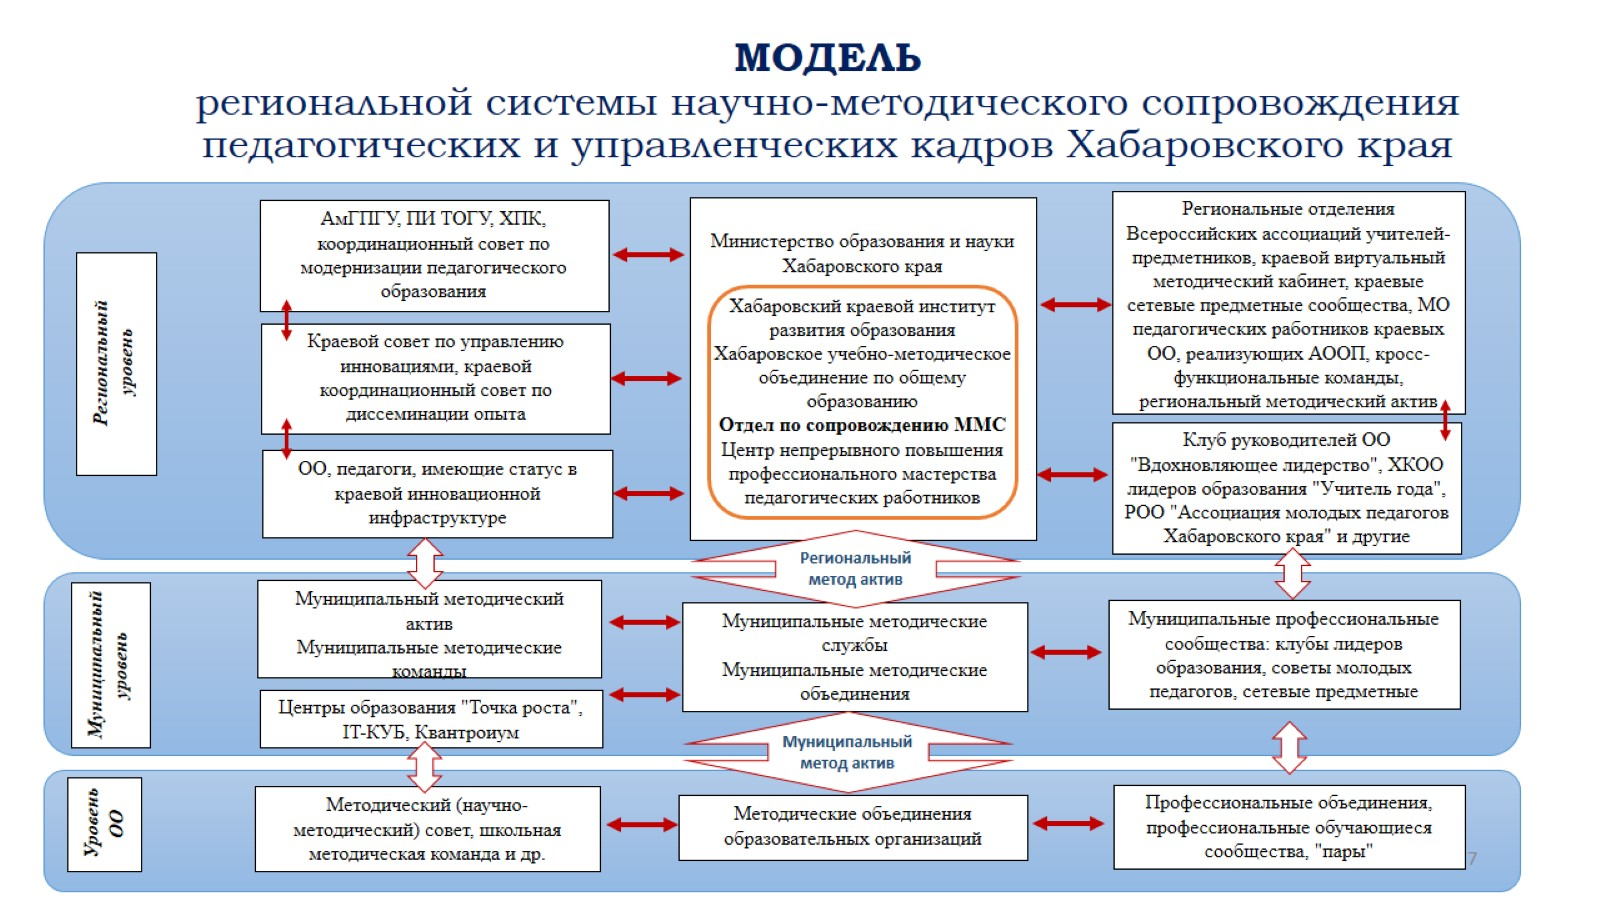 МОДЕЛЬ
региональной системы научно-методического сопровождения
педагогических и управленческих кадров Хабаровского края
Региональный
уровень
АмГПГУ, ПИ ТОГУ, ХПК,
координационный совет по
модернизации педагогического
образования
Краевой совет по управлению
инновациями, краевой
координационный совет по
диссеминации опыта
ОО, педагоги, имеющие статус в
краевой инновационной
инфраструктуре
Министерство образования и науки
Хабаровского края
Хабаровский краевой институт
развития образования
Хабаровское учебно-методическое
объединение по общему
образованию
Отдел по сопровождению ММС
Центр непрерывного повышения
профессионального мастерства
педагогических работников
Региональные отделения
Всероссийских ассоциаций учителей-
предметников, краевой виртуальный
методический кабинет, краевые
сетевые предметные сообщества, МО
педагогических работников краевых
ОО, реализующих АООП, кросс-
функциональные команды,
региональный методический актив
Клуб руководителей ОО
"Вдохновляющее лидерство", ХКОО
лидеров образования "Учитель года",
РОО "Ассоциация молодых педагогов
Хабаровского края" и другие
Региональный
метод актив
Муниципальный
уровень
Муниципальный методический
актив
Муниципальные методические
команды
Центры образования "Точка роста",
IT-КУБ, Квантроиум
Муниципальные методические
службы
Муниципальные методические
объединения
Муниципальные профессиональные
сообщества: клубы лидеров
образования, советы молодых
педагогов, сетевые предметные
Муниципальный
метод актив
Уровень
ОО
Методический (научно-
методический) совет, школьная
методическая команда и др.
Методические объединения
образовательных организаций
Профессиональные объединения,
профессиональные обучающиеся
сообщества, "пары"
7